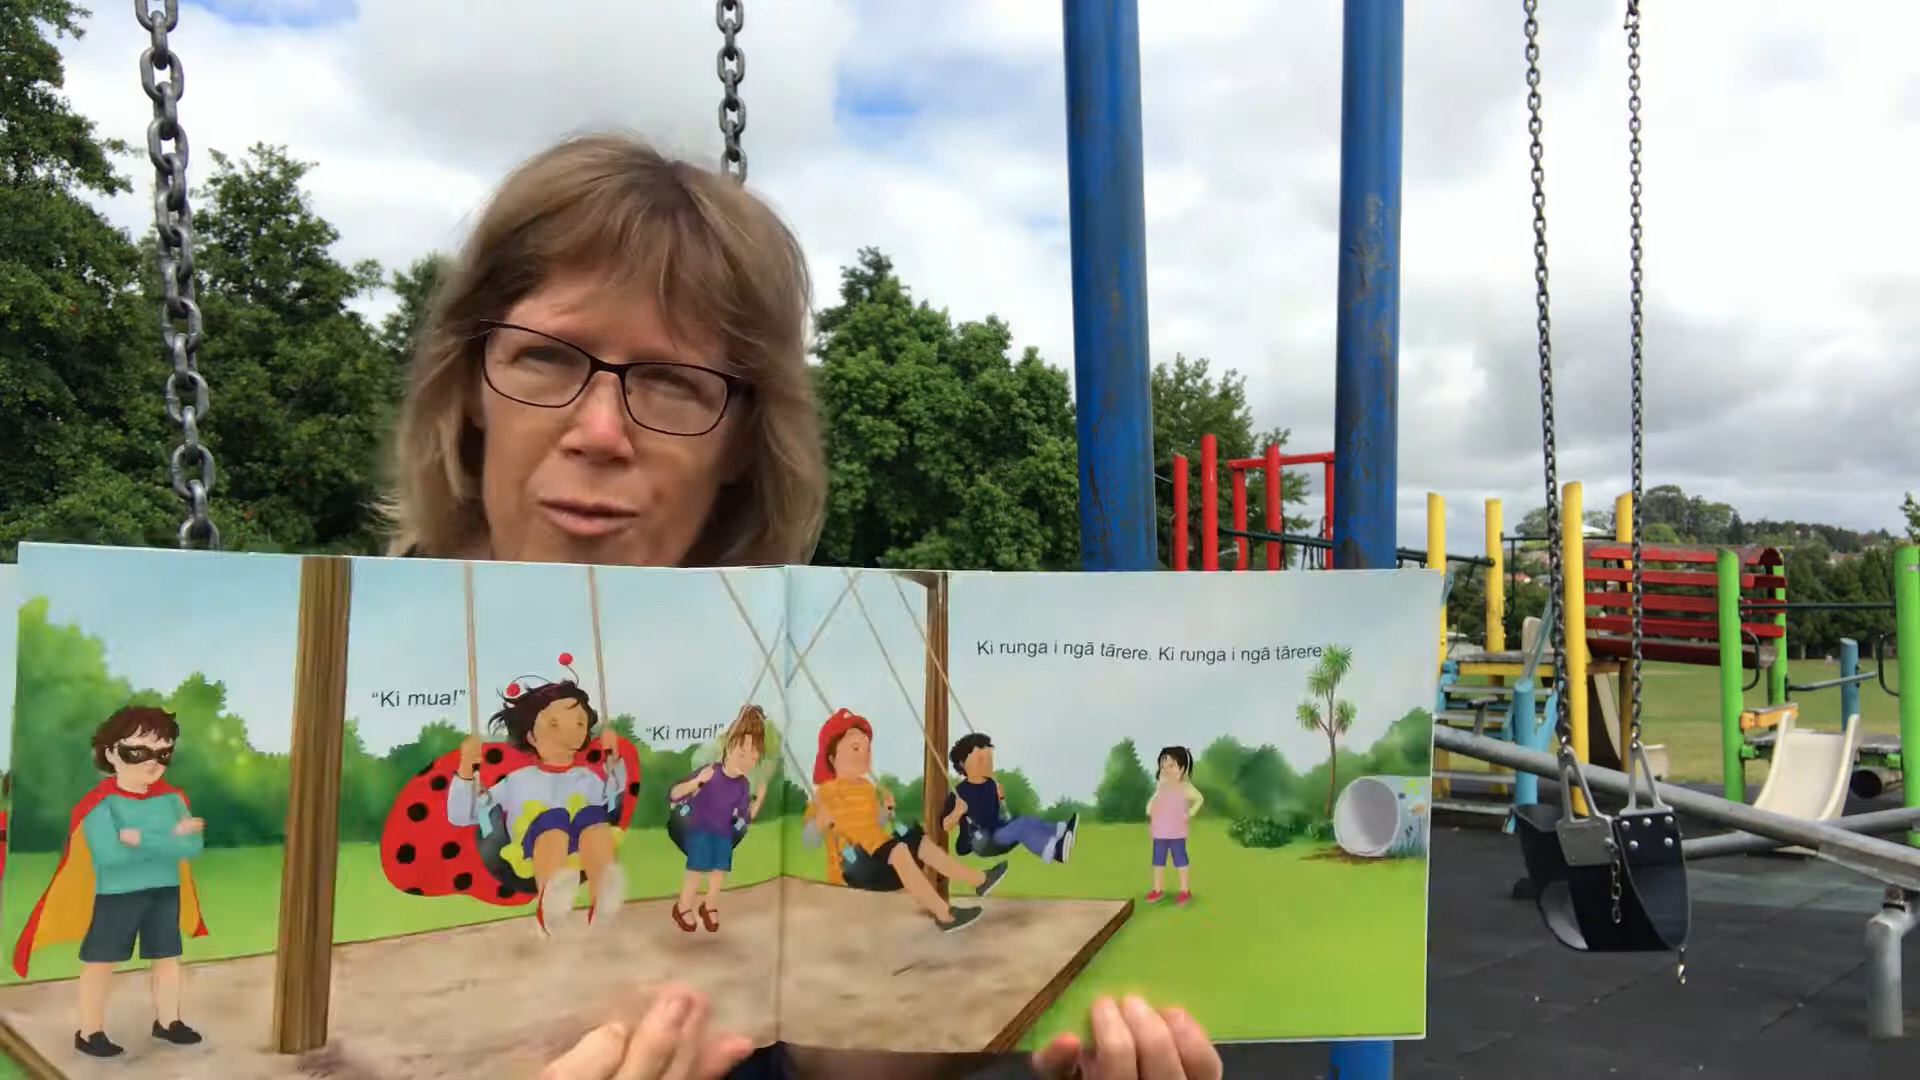 “Ki mua!”
“Ki muri!”
Ki runga i ngā tārere. Ki runga i ngā tārere.